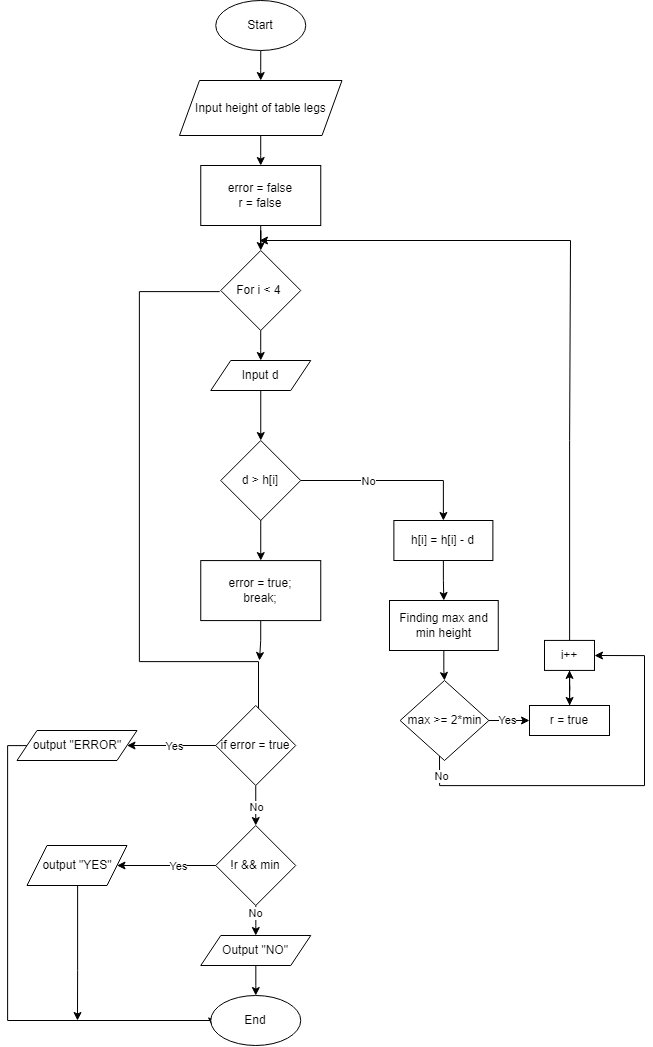 Start
Input height of table legs
error = false
r = false
For i < 4
Input d
d > h[i]
No
h[i] = h[i] - d
error = true;
break;
Finding max and
min height
i++
max >= 2*min
Yes
r = true
No
output "ERROR"
Yes
if error = true
No
output "YES"
Yes
!r && min
No
Output "NO"
End